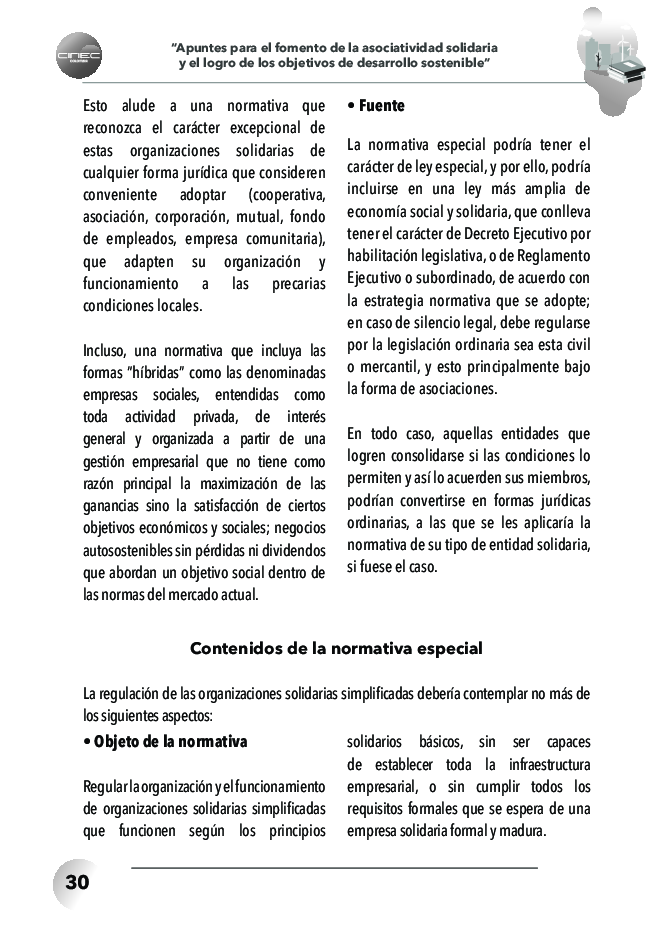 CINEC
"Apuntes para el fomento de la asociatividad solidaria
y el logro de los objetivos de desarrollo sostenible"
Esto alude a una normativa que
reconozca el carácter excepcional de
estas organizaciones solidarias de
cualquier forma jurídica que consideren
conveniente adoptar (cooperativa,
asociación, corporación, mutual, fondo
de empleados, empresa comunitaria),
que adapten su organización y
funcionamiento a las precarias
condiciones locales.
Incluso, una normativa que incluya las
formas "híbridas" como las denominadas
empresas sociales, entendidas como
toda actividad privada, de interés
general y organizada a partir de una
gestión empresarial que no tiene como
razón principal la maximización de las
ganancias sino la satisfacción de ciertos
objetivos económicos y sociales; negocios
autosostenibles sin pérdidas ni dividendos
que abordan un objetivo social dentro de
las normas del mercado actual.
• Fuente
La normativa especial podría tener el
carácter de ley especial, y por ello, podría
incluirse en una ley más amplia de
economía social y solidaria, que conlleva
tener el carácter de Decreto Ejecutivo por
habilitación legislativa, o de Reglamento
Ejecutivo o subordinado, de acuerdo con
la estrategia normativa que se adopte;
en caso de silencio legal, debe regularse
por la legislación ordinaria sea esta civil
o mercantil, y esto principalmente bajo
la forma de asociaciones.
En todo caso, aquellas entidades que
logren consolidarse si las condiciones lo
permiten y así lo acuerden sus miembros,
podrían convertirse en formas jurídicas
ordinarias, a las que se les aplicaría la
normativa de su tipo de entidad solidaria,
si fuese el caso.
Contenidos de la normativa especial
La regulación de las organizaciones solidarias simplificadas debería contemplar no más de
los siguientes aspectos:
• Objeto de la normativa
Regular la organización y el funcionamiento
de organizaciones solidarias simplificadas
que funcionen según los principios
solidarios básicos, sin ser capaces
de establecer toda la infraestructura
empresarial, o sin cumplir todos los
requisitos formales que se espera de una
empresa solidaria formal y madura.
30